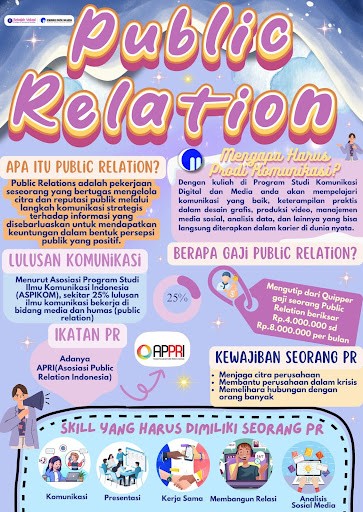 Public
Relation
APA ITU PUBLIC RELATION?
Public Relations adalah pekerjaan
seseorang yang bertugas mengelola
citra dan reputasi publik melalui
langkah komunikasi strategis
terhadap informasi yang
disebarluaskan untuk mendapatkan
keuntungan dalam bentuk persepsi
publik yang positif.
Mengapa Harus
Prodi Komunikasi?
Dengan kuliah di Program Studi Komunikasi
Digital dan Media anda akan mempelajari
komunikasi yang baik, keterampilan praktis
dalam desain grafis, produksi video, manajemen
media sosial, analisis data, dan lainnya yang bisa
langsung diterapkan dalam karier di dunia nyata.
LULUSAN KOMUNIKASI
Menurut Asosiasi Program Studi
Ilmu Komunikasi Indonesia
(ASPIKOM), sekitar 25% lulusan
ilmu komunikasi bekerja di
bidang media dan humas (public
relation)
25%
BERAPA GAJI PUBLIC RELATION?
Mengutip dari Quipper
gaji seorang Public
Relation berkisar
Rp.4.000.000 sd
Rp.8.000.000 per bulan
IKATAN PR
Adanya
APRI(Assosiasi Public
Relation Indonesia)
APPRI
KEWAJIBAN SEORANG PR
Menjaga citra perusahaan
Membantu perusahaan dalam krisis
Memelihara hubungan dengan
orang banyak
SKILL YANG HARUS DIMILIKI SEORANG PR
Komunikasi
Presentasi
Kerja Sama
Membangun Relasi
Analisis
Sosial Media